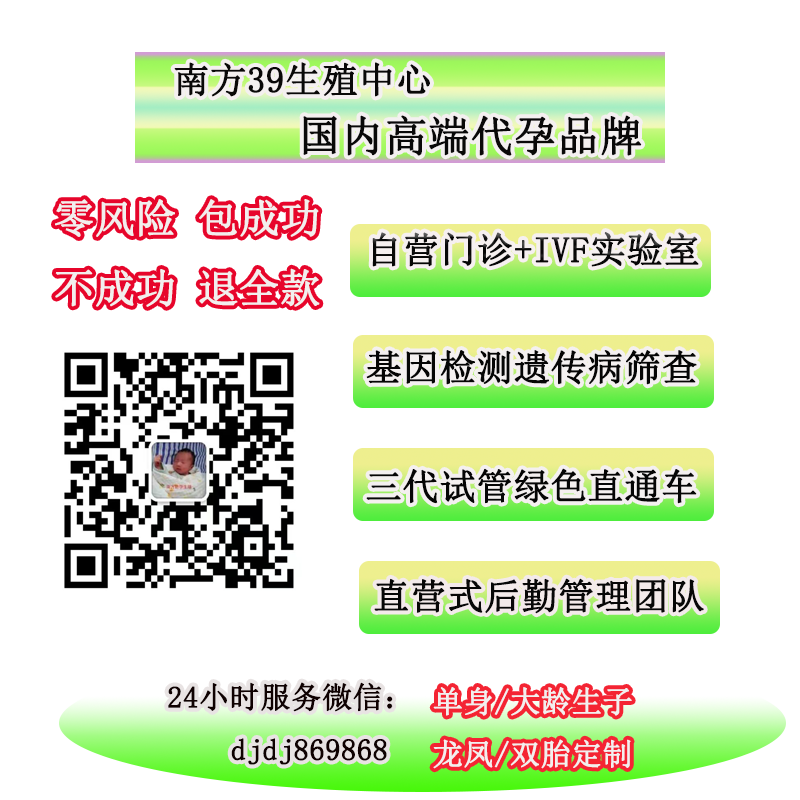 南方39生殖中心
国内高端代孕品牌
零风险 包成功
不成功 退全款
自营门诊+IVF实验室
基因检测遗传病筛查
三代试管绿色直通车
直营式后勤管理团队
24小时服务微信：
djdj869868
单身/大龄生子
龙凤/双胎定制